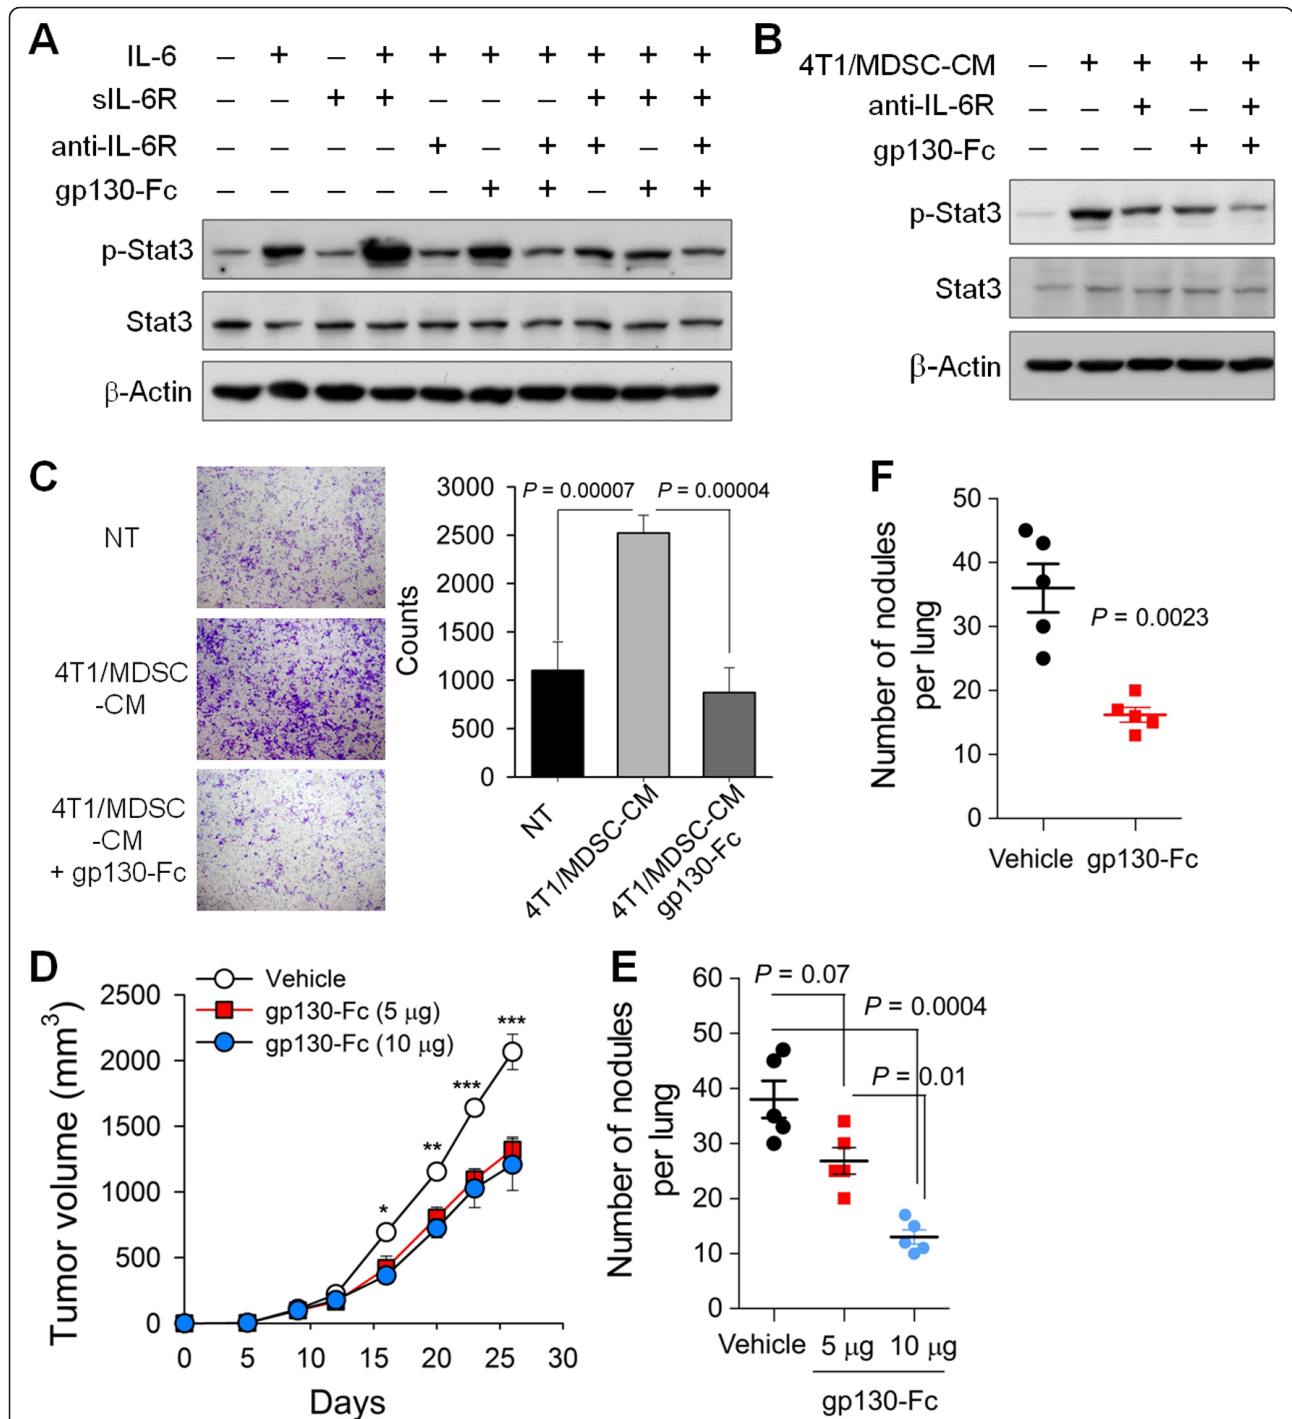 A
IL-6 – + – + + + + + + +
sIL-6R – – + + – – – + + +
anti-IL-6R – – – – + – + + – +
gp130-Fc – – – – – + + – + +
p-Stat3
Stat3
β-Actin
B
4T1/MDSC-CM – + + + +
anti-IL-6R – – + – +
gp130-Fc – – – + +
p-Stat3
Stat3
β-Actin
C
NT
4T1/MDSC
-CM
4T1/MDSC
-CM
+ gp130-Fc
Counts
3000
2500
2000
1500
1000
500
0
P = 0.00007
P = 0.00004
NT
4T1/MDSC-CM
4T1/MDSC-CM
gp130-Fc
F
Number of nodules
per lung
50
40
30
20
10
0
P = 0.0023
Vehicle gp130-Fc
D
Vehicle
gp130-Fc (5 μg)
gp130-Fc (10 μg)
Tumor volume (mm³)
2500
2000
1500
1000
500
0
*
**
***
***
0 5 10 15 20 25 30
Days
E
Number of nodules
per lung
60
50
40
30
20
10
0
P = 0.07
P = 0.0004
P = 0.01
Vehicle 5 μg 10 μg
gp130-Fc